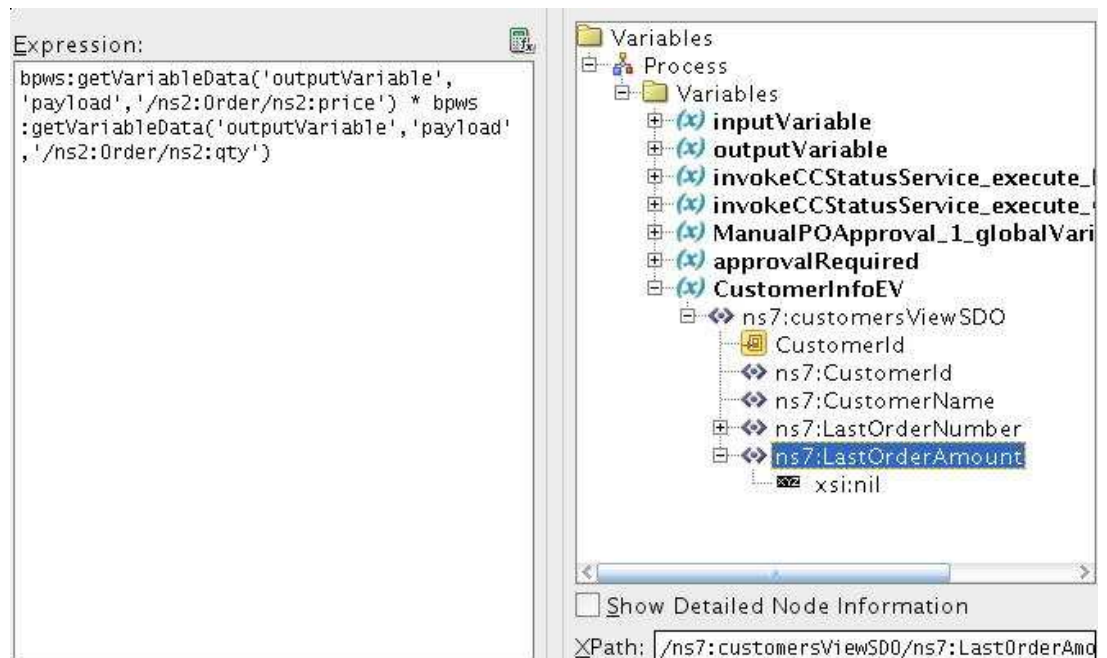 Expression:
bpws:getVariableData('outputVariable',
'payload','/ns2:Order/ns2:price') * bpws
:getVariableData('outputVariable','payload'
,'/ns2:Order/ns2:qty')
Variables
Process
Variables
(x) inputVariable
(x) outputVariable
(x) invokeCCStatusService_execute_
(x) invokeCCStatusService_execute_
(x) ManualPOApproval_1_globalVari
(x) approvalRequired
(x) CustomerInfoEV
ns7:customersViewSDO
CustomerId
ns7:CustomerId
ns7:CustomerName
ns7:LastOrderNumber
ns7:LastOrderAmount
XYZ xsi:nil
Show Detailed Node Information
XPath: /ns7:customersViewSDO/ns7:LastOrderAmo